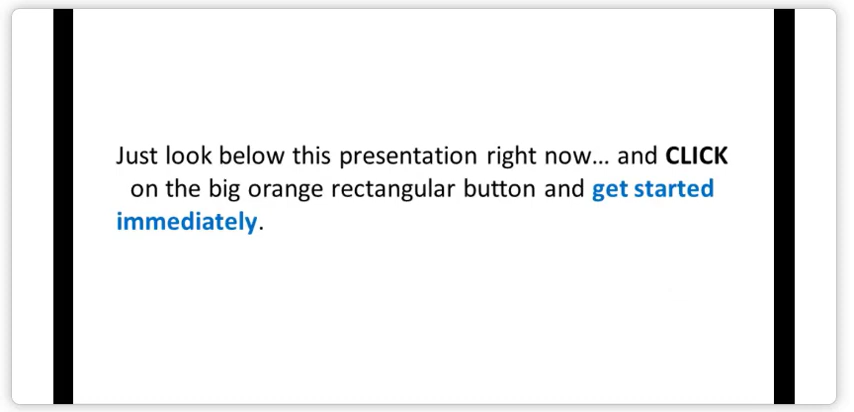 Just look below this presentation right now... and CLICK
on the big orange rectangular button and get started
immediately.